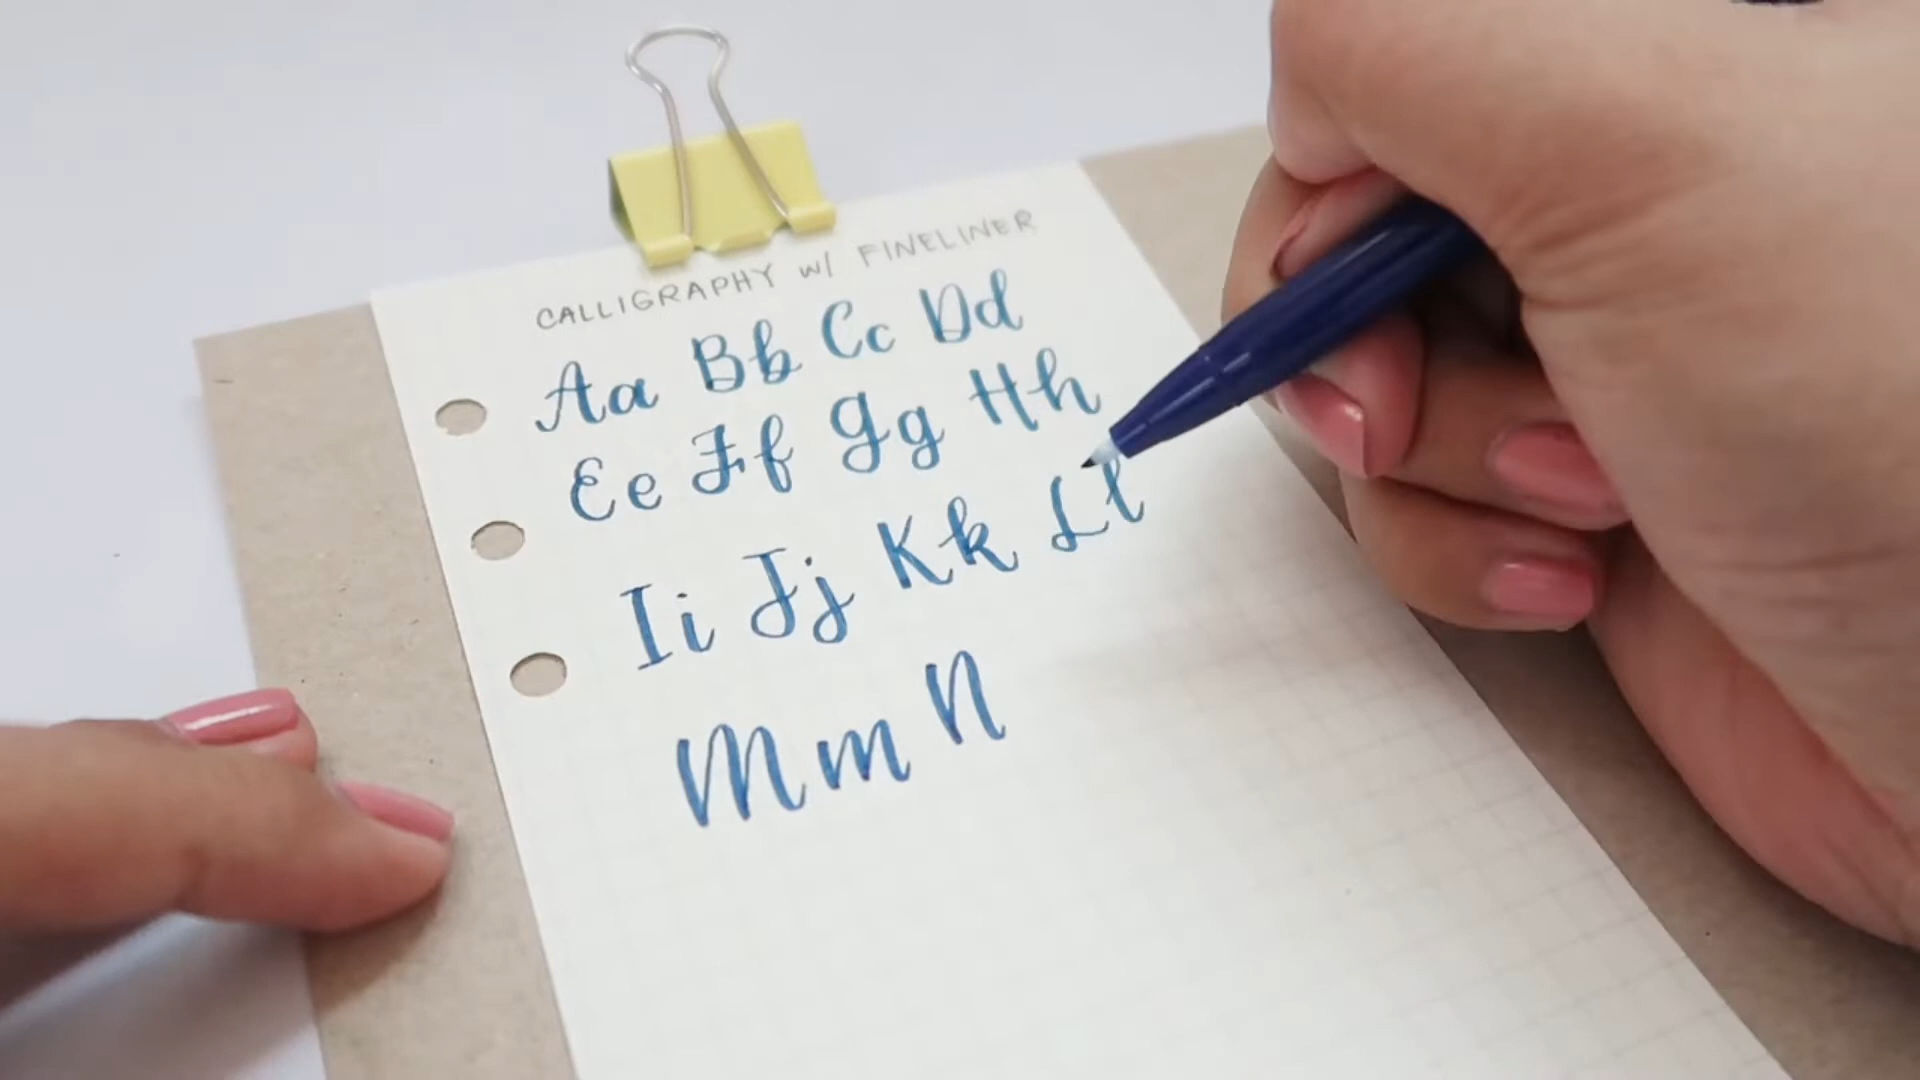 CALLIGRAPHY w/ FINELINER
Aa Bb Cc Dd
Ee Ff Gg Hh
Ii Jj Kk Ll
Mm N